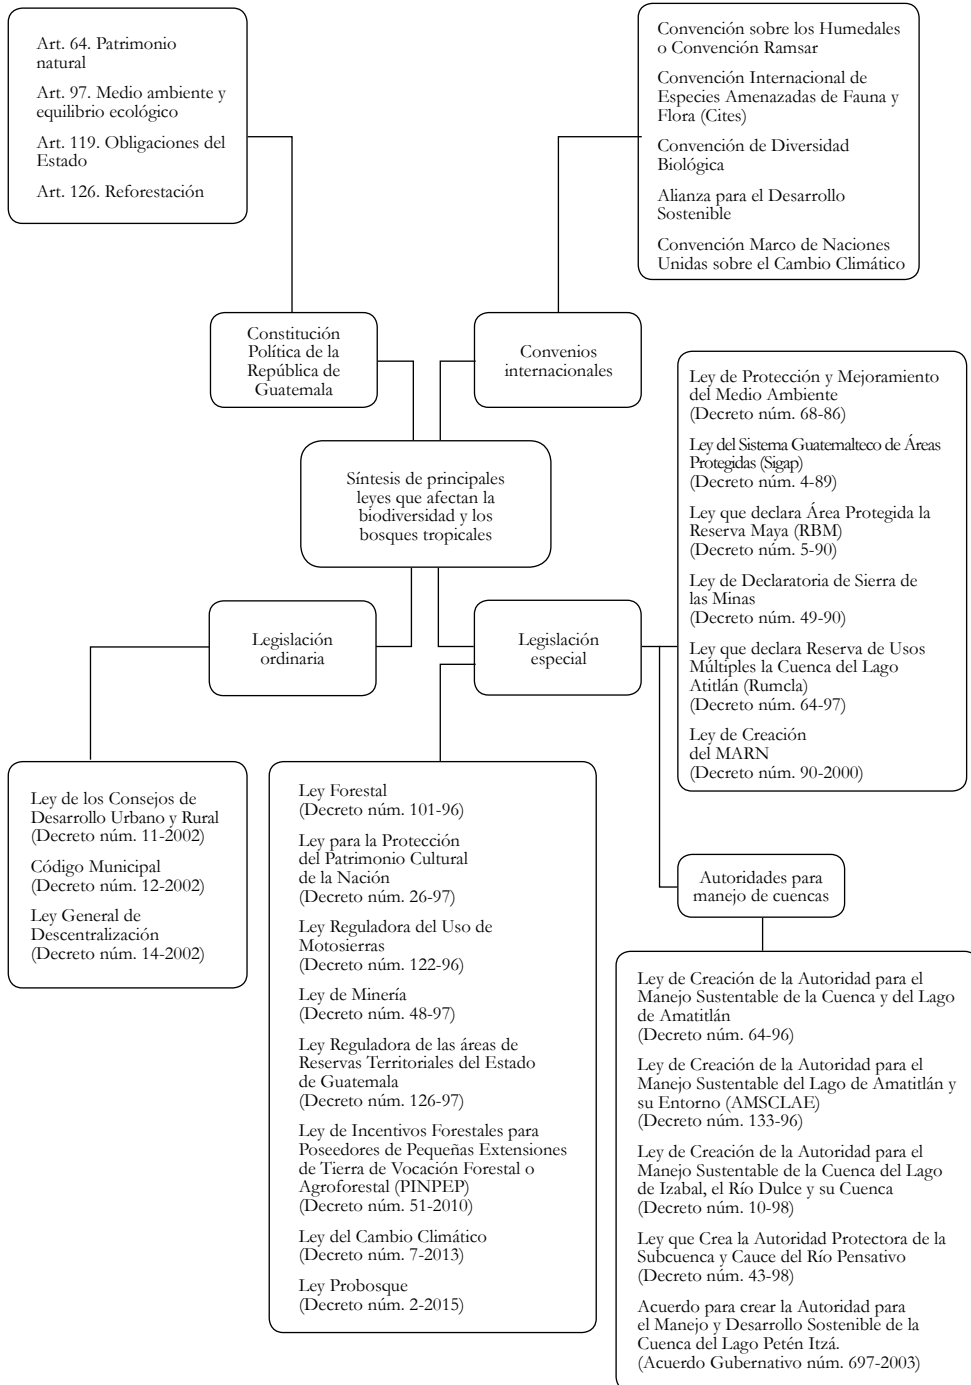 Art. 64. Patrimonio
natural
Art. 97. Medio ambiente y
equilibrio ecológico
Art. 119. Obligaciones del
Estado
Art. 126. Reforestación
Convención sobre los Humedales
o Convención Ramsar
Convención Internacional de
Especies Amenazadas de Fauna y
Flora (Cites)
Convención de Diversidad
Biológica
Alianza para el Desarrollo
Sostenible
Convención Marco de Naciones
Unidas sobre el Cambio Climático
Constitución
Política de la
República de
Guatemala
Convenios
internacionales
Síntesis de principales
leyes que afectan la
biodiversidad y los
bosques tropicales
Legislación
ordinaria
Legislación
especial
Ley de Protección y Mejoramiento
del Medio Ambiente
(Decreto núm. 68-86)
Ley del Sistema Guatemalteco de Áreas
Protegidas (Sigap)
(Decreto núm. 4-89)
Ley que declara Área Protegida la
Reserva Maya (RBM)
(Decreto núm. 5-90)
Ley de Declaratoria de Sierra de
las Minas
(Decreto núm. 49-90)
Ley que declara Reserva de Usos
Múltiples la Cuenca del Lago
Atitlán (Rumcla)
(Decreto núm. 64-97)
Ley de Creación
del MARN
(Decreto núm. 90-2000)
Ley de los Consejos de
Desarrollo Urbano y Rural
(Decreto núm. 11-2002)
Código Municipal
(Decreto núm. 12-2002)
Ley General de
Descentralización
(Decreto núm. 14-2002)
Ley Forestal
(Decreto núm. 101-96)
Ley para la Protección
del Patrimonio Cultural
de la Nación
(Decreto núm. 26-97)
Ley Reguladora del Uso de
Motosierras
(Decreto núm. 122-96)
Ley de Minería
(Decreto núm. 48-97)
Ley Reguladora de las áreas de
Reservas Territoriales del Estado
de Guatemala
(Decreto núm. 126-97)
Ley de Incentivos Forestales para
Poseedores de Pequeñas Extensiones
de Tierra de Vocación Forestal o
Agroforestal (PINPEP)
(Decreto núm. 51-2010)
Ley del Cambio Climático
(Decreto núm. 7-2013)
Ley Probosque
(Decreto núm. 2-2015)
Autoridades para
manejo de cuencas
Ley de Creación de la Autoridad para el
Manejo Sustentable de la Cuenca y del Lago
de Amatitlán
(Decreto núm. 64-96)
Ley de Creación de la Autoridad para el
Manejo Sustentable del Lago de Amatitlán y
su Entorno (AMSCLAE)
(Decreto núm. 133-96)
Ley de Creación de la Autoridad para el
Manejo Sustentable de la Cuenca del Lago
de Izabal, el Río Dulce y su Cuenca
(Decreto núm. 10-98)
Ley que Crea la Autoridad Protectora de la
Subcuenca y Cauce del Río Pensativo
(Decreto núm. 43-98)
Acuerdo para crear la Autoridad para
el Manejo y Desarrollo Sostenible de la
Cuenca del Lago Petén Itzá.
(Acuerdo Gubernativo núm. 697-2003)